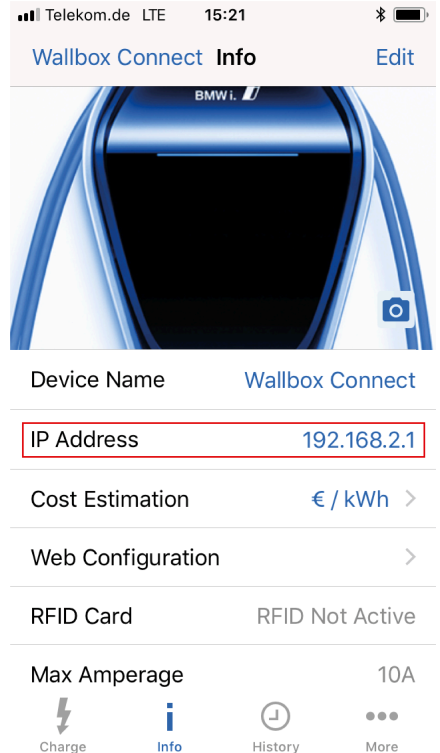 Telekom.de LTE 15:21
Wallbox Connect Info Edit
BMW i.
Device Name Wallbox Connect
IP Address 192.168.2.1
Cost Estimation € / kWh
Web Configuration
RFID Card RFID Not Active
Max Amperage 10A
Charge Info History More